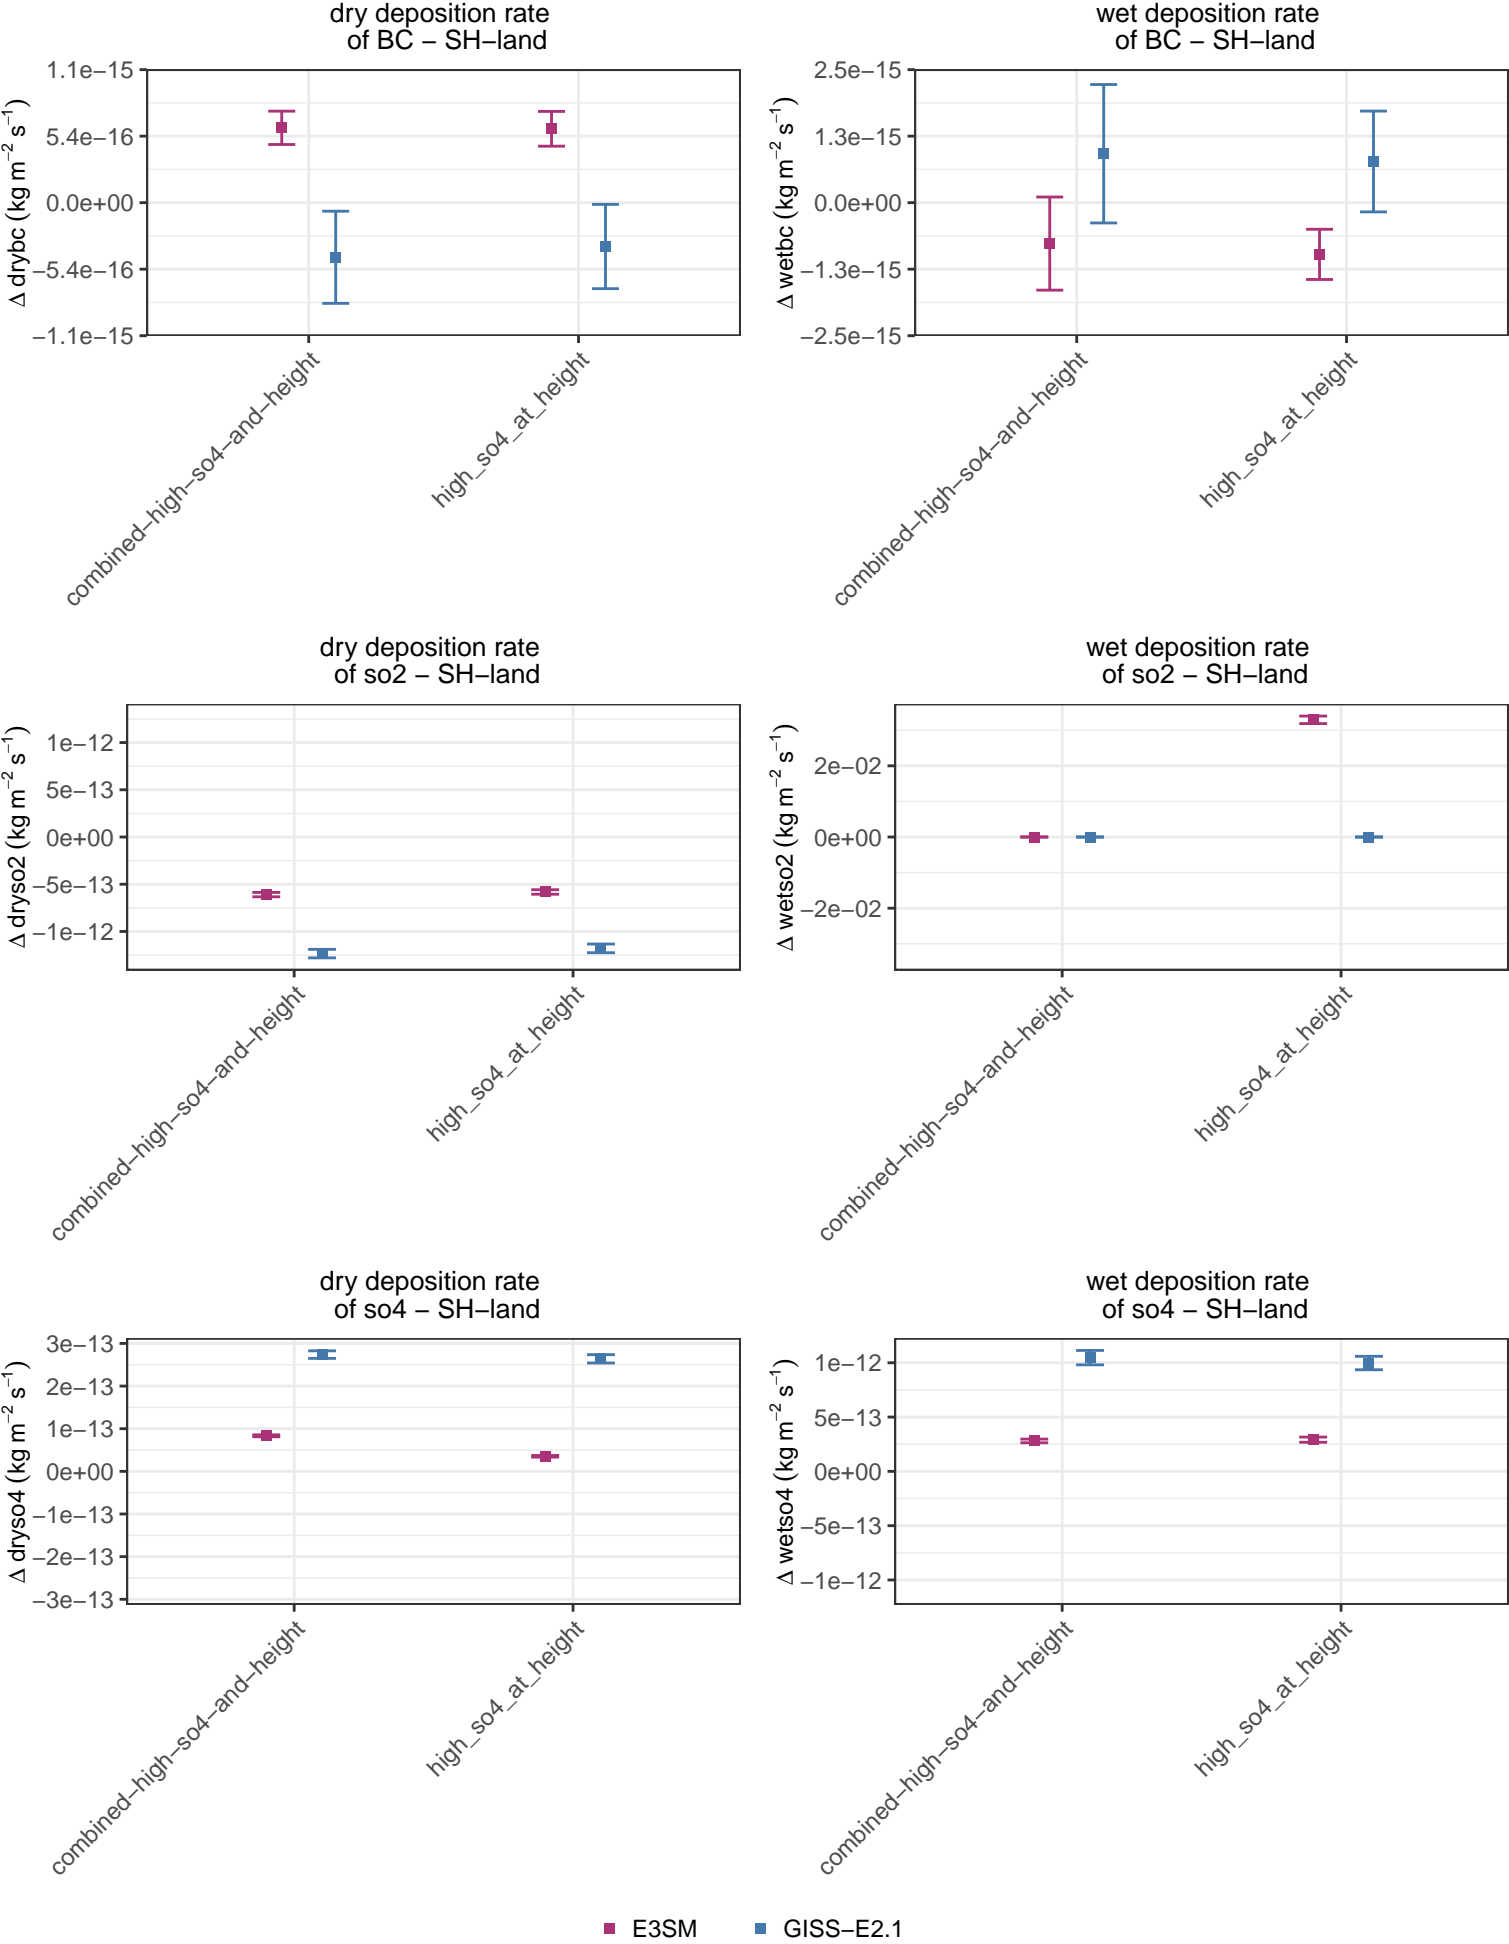 dry deposition rate
of BC − SH−land
Δ drybc (kg m⁻² s⁻¹)
1.1e−15
5.4e−16
0.0e+00
−5.4e−16
−1.1e−15
combined−high−so4−and−height
high_so4_at_height
wet deposition rate
of BC − SH−land
Δ wetbc (kg m⁻² s⁻¹)
2.5e−15
1.3e−15
0.0e+00
−1.3e−15
−2.5e−15
combined−high−so4−and−height
high_so4_at_height
dry deposition rate
of so2 − SH−land
Δ dryso2 (kg m⁻² s⁻¹)
1e−12
5e−13
0e+00
−5e−13
−1e−12
combined−high−so4−and−height
high_so4_at_height
wet deposition rate
of so2 − SH−land
Δ wetso2 (kg m⁻² s⁻¹)
2e−02
0e+00
−2e−02
combined−high−so4−and−height
high_so4_at_height
dry deposition rate
of so4 − SH−land
Δ dryso4 (kg m⁻² s⁻¹)
3e−13
2e−13
1e−13
0e+00
−1e−13
−2e−13
−3e−13
combined−high−so4−and−height
high_so4_at_height
wet deposition rate
of so4 − SH−land
Δ wetso4 (kg m⁻² s⁻¹)
1e−12
5e−13
0e+00
−5e−13
−1e−12
combined−high−so4−and−height
high_so4_at_height
E3SM
GISS−E2.1